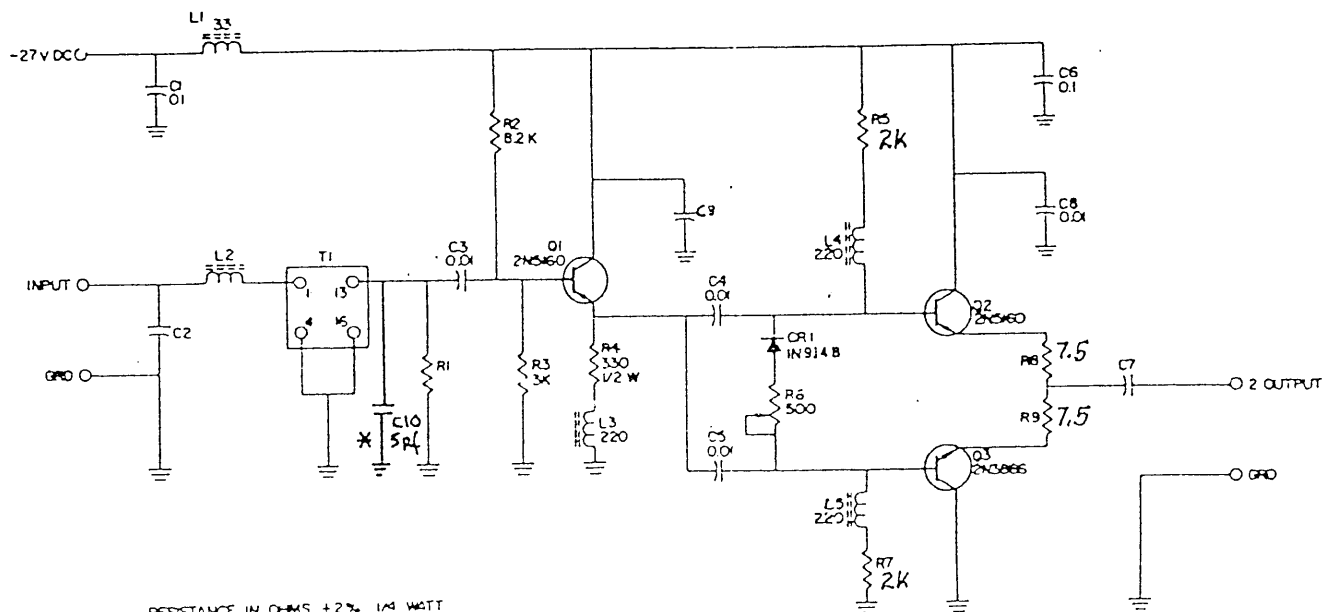 L1
33
-27V DC
C1
01
R2
8.2 K
R5
2K
C6
0.1
C9
C8
0.01
L4
220
INPUT
L2
T1
1
13
4
16
C3
0.01
Q1
2N5160
C4
0.01
Q2
2N5160
CR1
IN914B
R8
7.5
C7
2 OUTPUT
C2
GRD
R1
* C10
5pf
R3
3K
R4
330
1/2 W
L3
220
R6
500
R9
7.5
C5
0.01
Q3
2N3866
L5
220
GRD
R7
2K
RESISTANCE IN OHMS ±2% 1/4 WATT